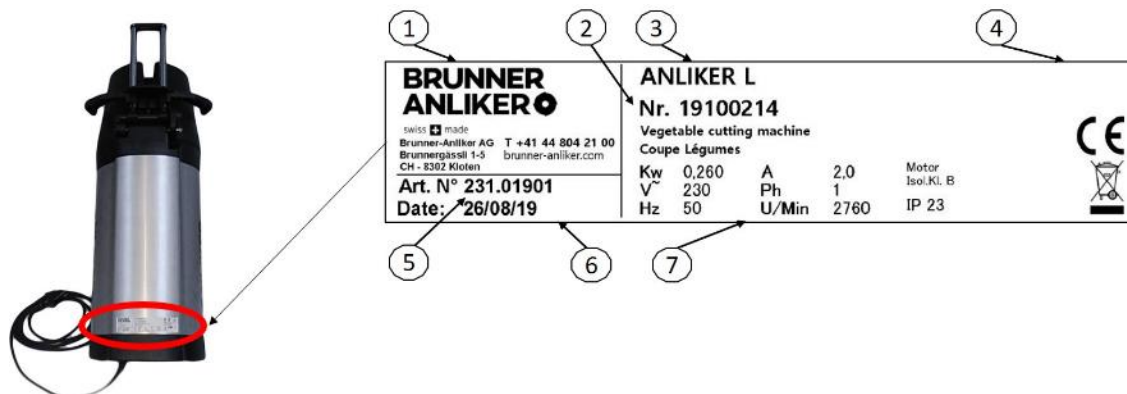 1
2
3
4
BRUNNER
ANLIKER
swiss made
Brunner-Anliker AG T +41 44 804 21 00
Brunnergässli 1-5 brunner-anliker.com
CH - 8302 Kloten
Art. N° 231.01901
Date: 26/08/19
ANLIKER L
Nr. 19100214
Vegetable cutting machine
Coupe Légumes
Kw 0,260 A 2,0 Motor
Isol.Kl. B
V~ 230 Ph 1
Hz 50 U/Min 2760 IP 23
CE
5
6
7